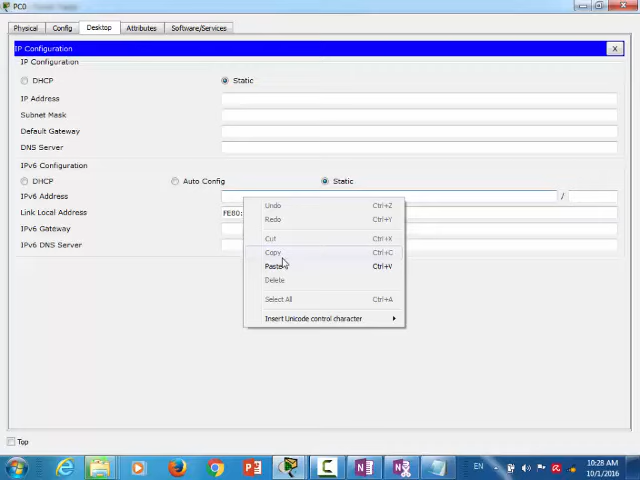 PC0
Physical Config Desktop Attributes Software/Services
IP Configuration X
IP Configuration
DHCP Static
IP Address
Subnet Mask
Default Gateway
DNS Server
IPv6 Configuration
DHCP Auto Config Static
IPv6 Address /
Link Local Address FE80:
IPv6 Gateway
IPv6 DNS Server
Undo Ctrl+Z
Redo Ctrl+Y
Cut Ctrl+X
Copy Ctrl+C
Paste Ctrl+V
Delete
Select All Ctrl+A
Insert Unicode control character
Top
EN
10:28 AM
10/1/2016